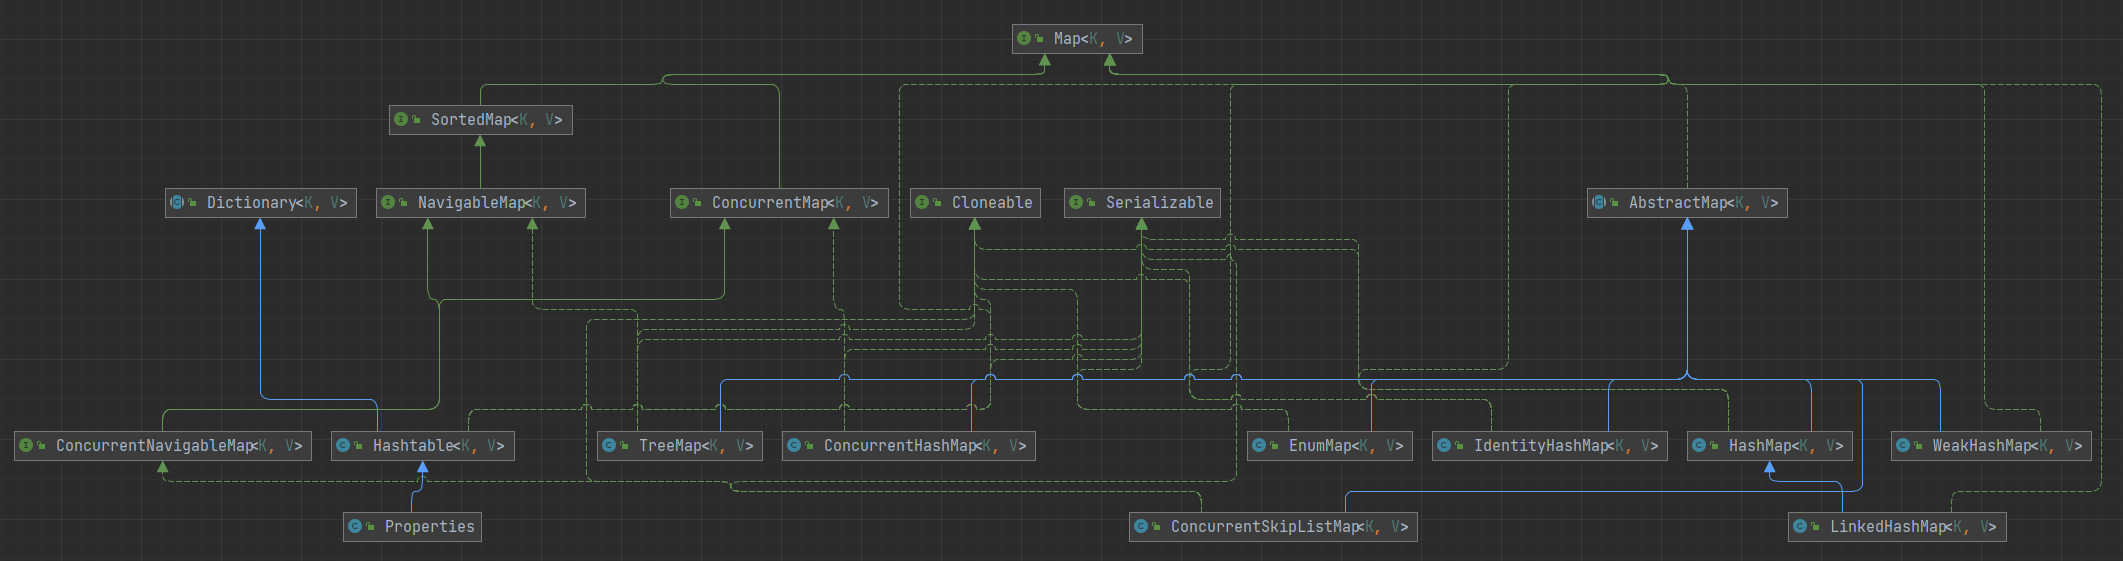 Map<K, V>
SortedMap<K, V>
Dictionary<K, V>
NavigableMap<K, V>
ConcurrentMap<K, V>
Cloneable
Serializable
AbstractMap<K, V>
ConcurrentNavigableMap<K, V>
Hashtable<K, V>
TreeMap<K, V>
ConcurrentHashMap<K, V>
EnumMap<K, V>
IdentityHashMap<K, V>
HashMap<K, V>
WeakHashMap<K, V>
Properties
ConcurrentSkipListMap<K, V>
LinkedHashMap<K, V>